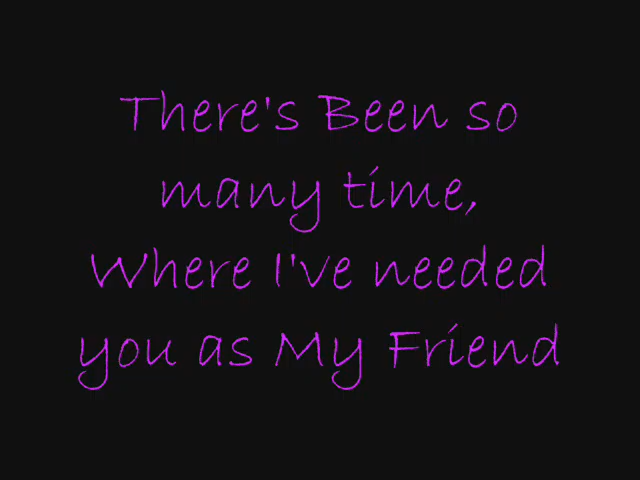 There's Been so
many time,
Where I've needed
you as My Friend